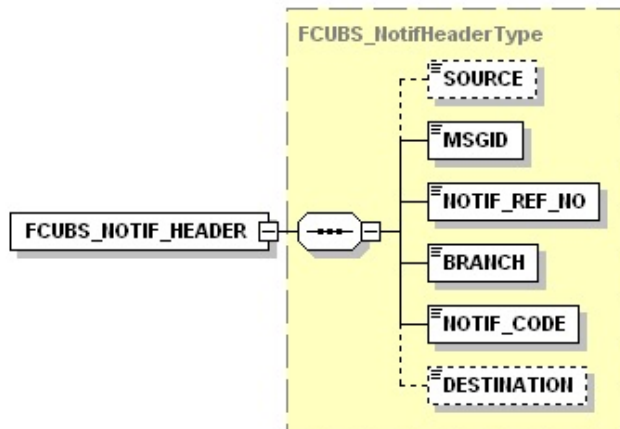 FCUBS_NotifHeaderType
SOURCE
MSGID
NOTIF_REF_NO
FCUBS_NOTIF_HEADER
BRANCH
NOTIF_CODE
DESTINATION